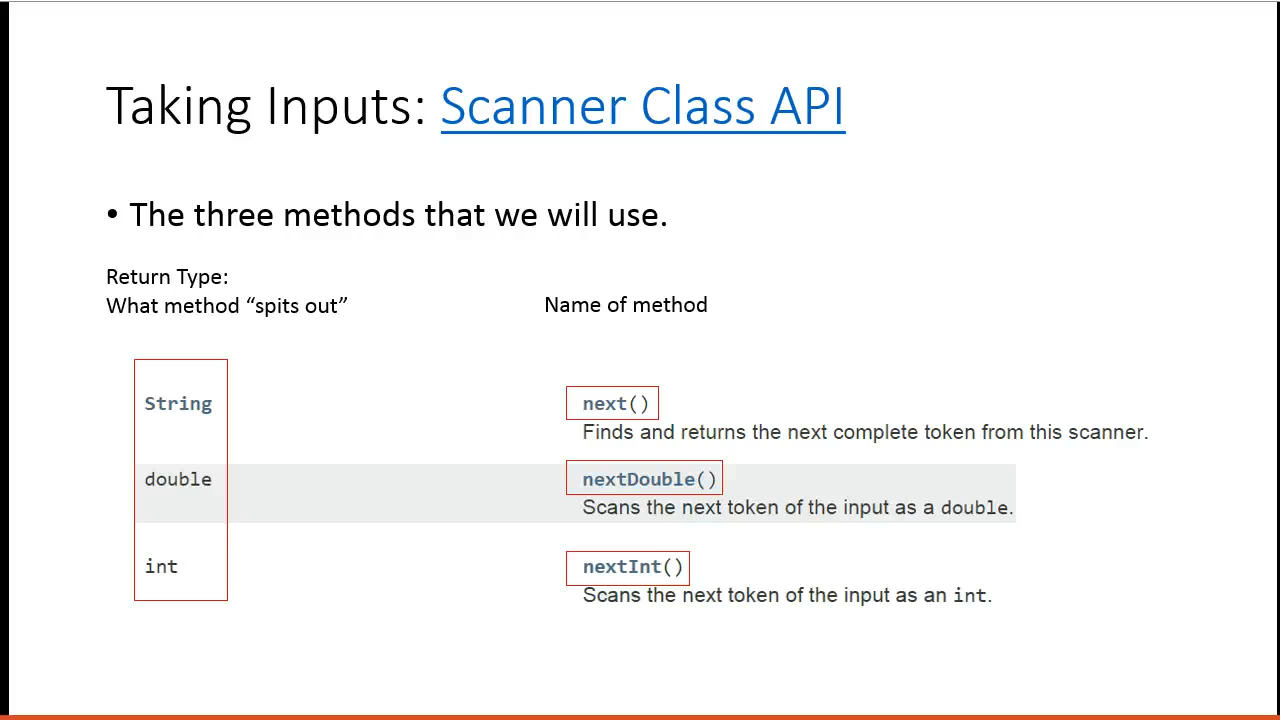 Taking Inputs: Scanner Class API
• The three methods that we will use.
Return Type:
What method “spits out”
Name of method
String
next()
Finds and returns the next complete token from this scanner.
double
nextDouble()
Scans the next token of the input as a double.
int
nextInt()
Scans the next token of the input as an int.